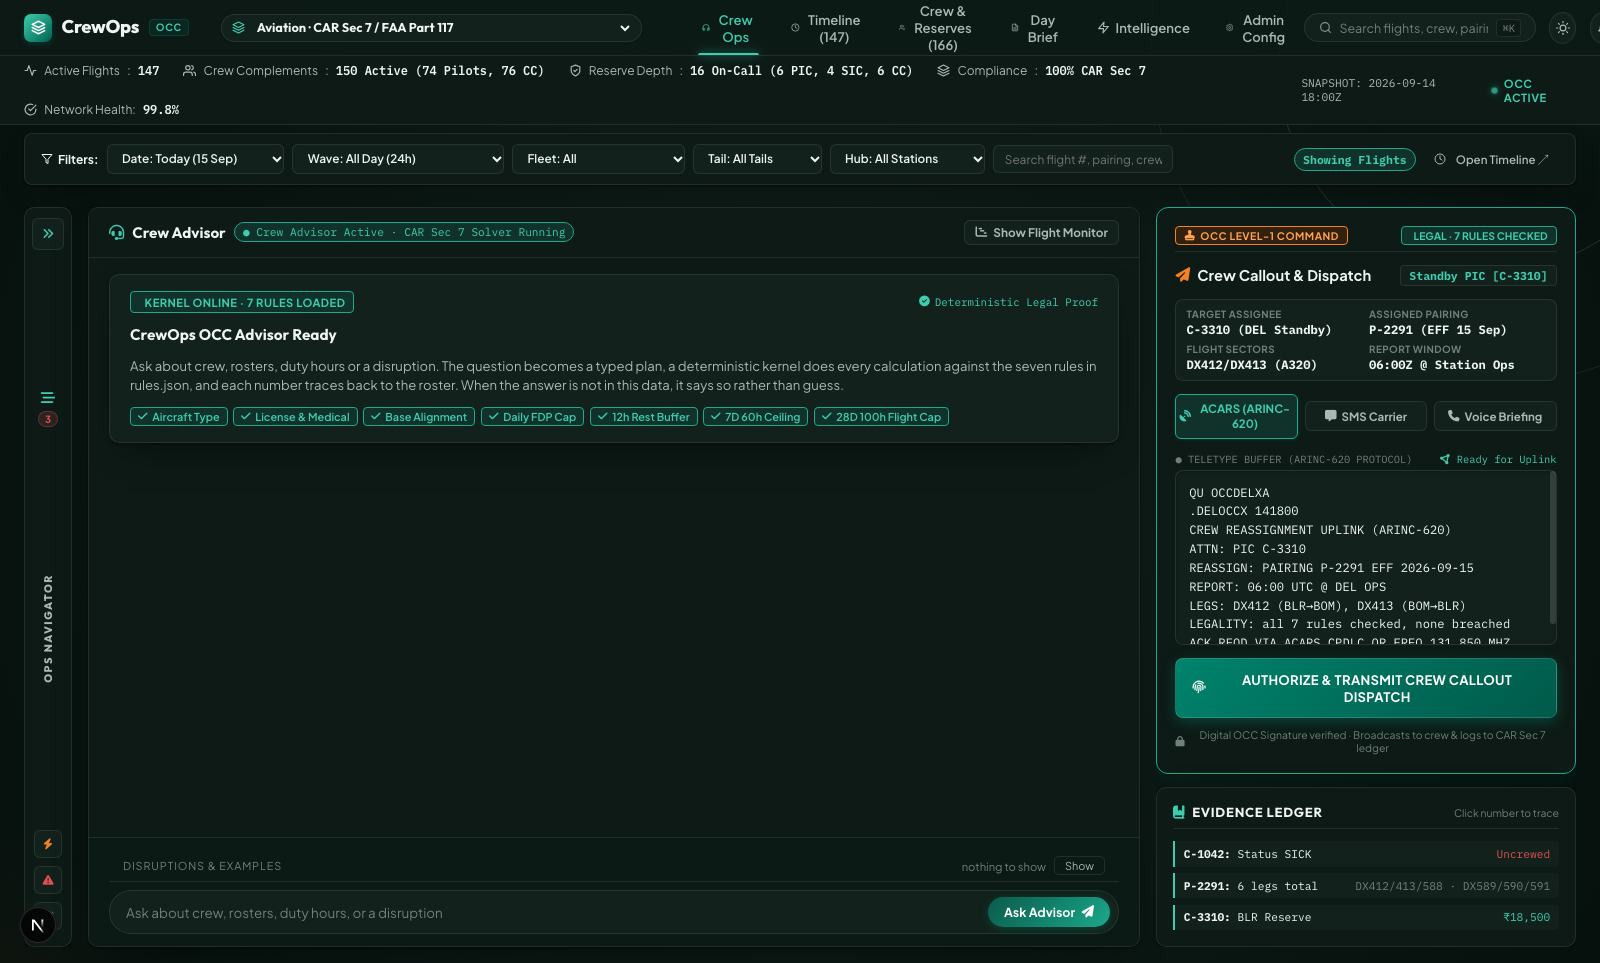 CrewOps OCC
Aviation · CAR Sec 7 / FAA Part 117
Crew Ops
Timeline (147)
Crew & Reserves (166)
Day Brief
Intelligence
Admin Config
Search flights, crew, pairin ⌘K
Active Flights : 147
Crew Complements : 150 Active (74 Pilots, 76 CC)
Reserve Depth : 16 On-Call (6 PIC, 4 SIC, 6 CC)
Compliance : 100% CAR Sec 7
Network Health: 99.8%
SNAPSHOT: 2026-09-14 18:00Z
OCC ACTIVE
Filters:
Date: Today (15 Sep)
Wave: All Day (24h)
Fleet: All
Tail: All Tails
Hub: All Stations
Search flight #, pairing, crew
Showing Flights
Open Timeline
3
OPS NAVIGATOR
N
Crew Advisor
Crew Advisor Active · CAR Sec 7 Solver Running
Show Flight Monitor
KERNEL ONLINE · 7 RULES LOADED
Deterministic Legal Proof
CrewOps OCC Advisor Ready
Ask about crew, rosters, duty hours or a disruption. The question becomes a typed plan, a deterministic kernel does every calculation against the seven rules in
rules.json, and each number traces back to the roster. When the answer is not in this data, it says so rather than guess.
Aircraft Type
License & Medical
Base Alignment
Daily FDP Cap
12h Rest Buffer
7D 60h Ceiling
28D 100h Flight Cap
DISRUPTIONS & EXAMPLES
nothing to show
Show
Ask about crew, rosters, duty hours, or a disruption
Ask Advisor
OCC LEVEL-1 COMMAND
LEGAL · 7 RULES CHECKED
Crew Callout & Dispatch
Standby PIC [C-3310]
TARGET ASSIGNEE
C-3310 (DEL Standby)
ASSIGNED PAIRING
P-2291 (EFF 15 Sep)
FLIGHT SECTORS
DX412/DX413 (A320)
REPORT WINDOW
06:00Z @ Station Ops
ACARS (ARINC-620)
SMS Carrier
Voice Briefing
TELETYPE BUFFER (ARINC-620 PROTOCOL)
Ready for Uplink
QU OCCDELXA
.DELOCCX 141800
CREW REASSIGNMENT UPLINK (ARINC-620)
ATTN: PIC C-3310
REASSIGN: PAIRING P-2291 EFF 2026-09-15
REPORT: 06:00 UTC @ DEL OPS
LEGS: DX412 (BLR→BOM), DX413 (BOM→BLR)
LEGALITY: all 7 rules checked, none breached
ACK REQD VIA ACARS CPDLC OR FREQ 131.850 MHZ
AUTHORIZE & TRANSMIT CREW CALLOUT
DISPATCH
Digital OCC Signature verified · Broadcasts to crew & logs to CAR Sec 7
ledger
EVIDENCE LEDGER
Click number to trace
C-1042: Status SICK
Uncrewed
P-2291: 6 legs total
DX412/413/588 · DX589/590/591
C-3310: BLR Reserve
₹18,500